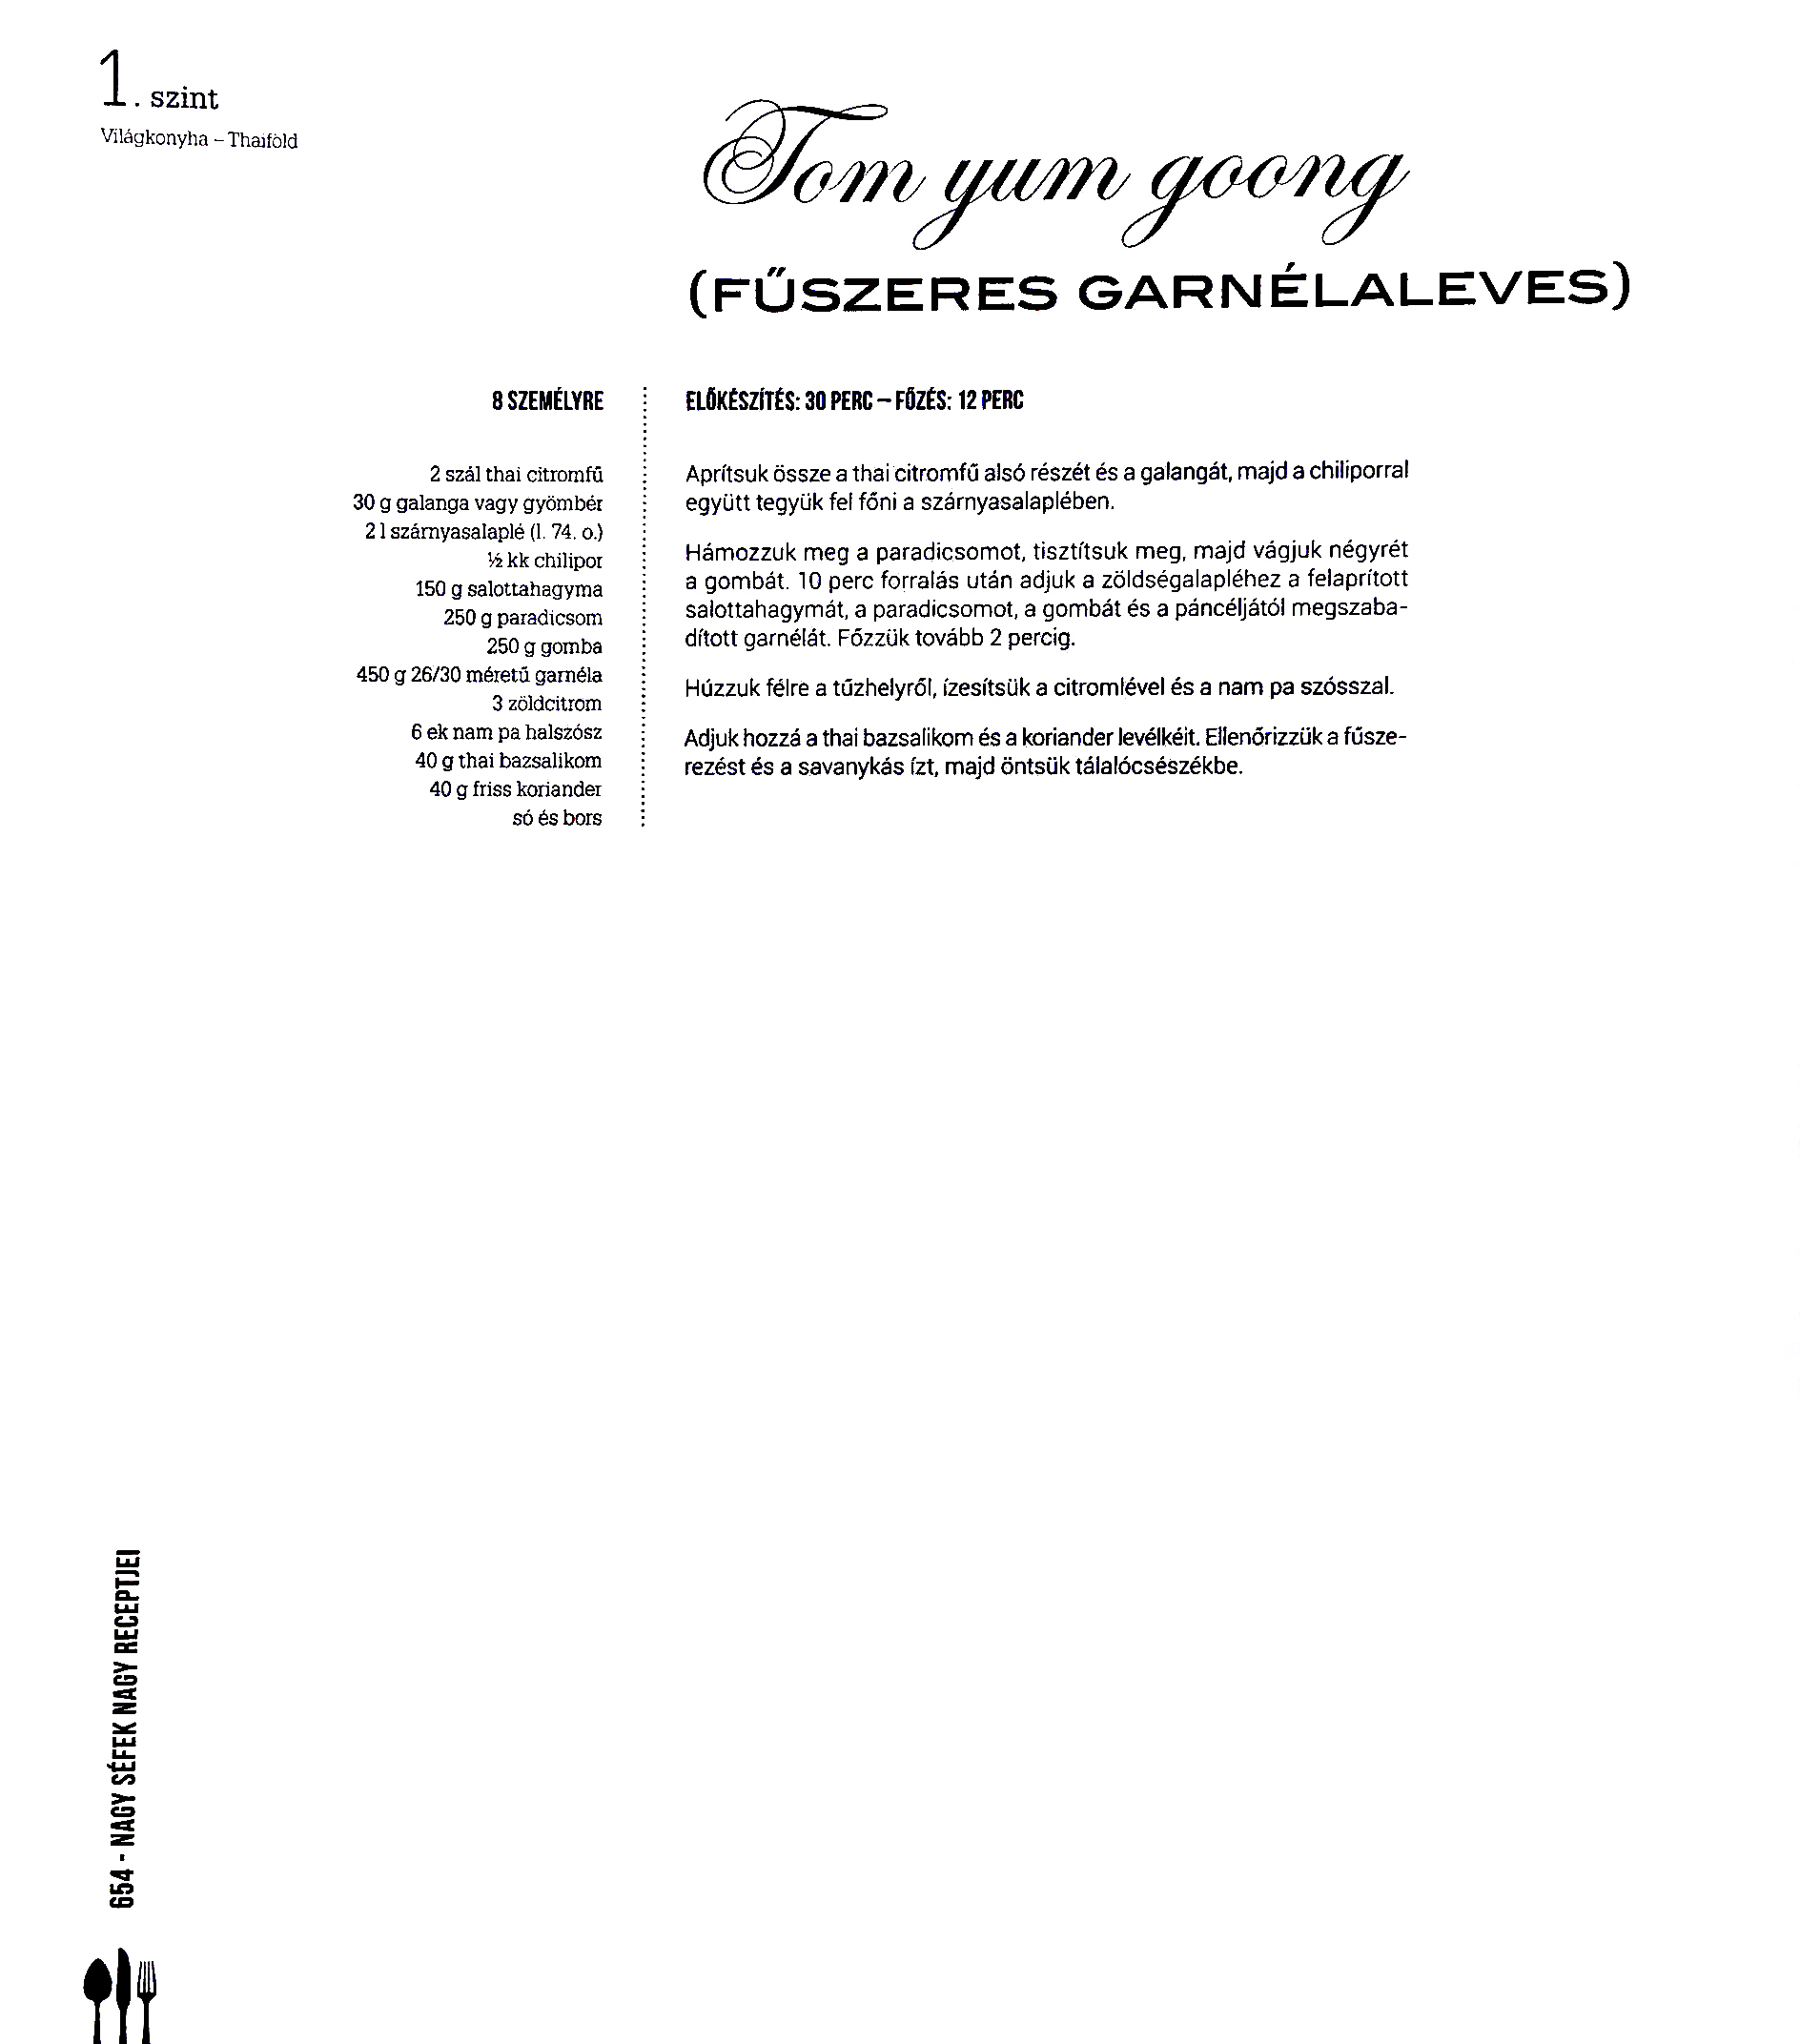 1. szint
Világkonyha – Thaiföld
Tom yum goong
(FŰSZERES GARNÉLALEVES)
8 SZEMÉLYRE
2 szál thai citromfű
30 g galanga vagy gyömbér
2 l szárnyasalaplé (l. 74. o.)
½ kk chilipor
150 g salottahagyma
250 g paradicsom
250 g gomba
450 g 26/30 méretű garnéla
3 zöldcitrom
6 ek nam pa halszósz
40 g thai bazsalikom
40 g friss koriander
só és bors
ELŐKÉSZÍTÉS: 30 PERC – FŐZÉS: 12 PERC
Aprítsuk össze a thai citromfű alsó részét és a galangát, majd a chiliporral
együtt tegyük fel főni a szárnyasalaplében.
Hámozzuk meg a paradicsomot, tisztítsuk meg, majd vágjuk négyrét
a gombát. 10 perc forralás után adjuk a zöldségalapléhez a felaprított
salottahagymát, a paradicsomot, a gombát és a páncéljától megszaba-
dított garnélát. Főzzük tovább 2 percig.
Húzzuk félre a tűzhelyről, ízesítsük a citromlével és a nam pa szósszal.
Adjuk hozzá a thai bazsalikom és a koriander levélkéit. Ellenőrizzük a fűsze-
rezést és a savanykás ízt, majd öntsük tálalócsészékbe.
654 - NAGY SÉFEK NAGY RECEPTJEI